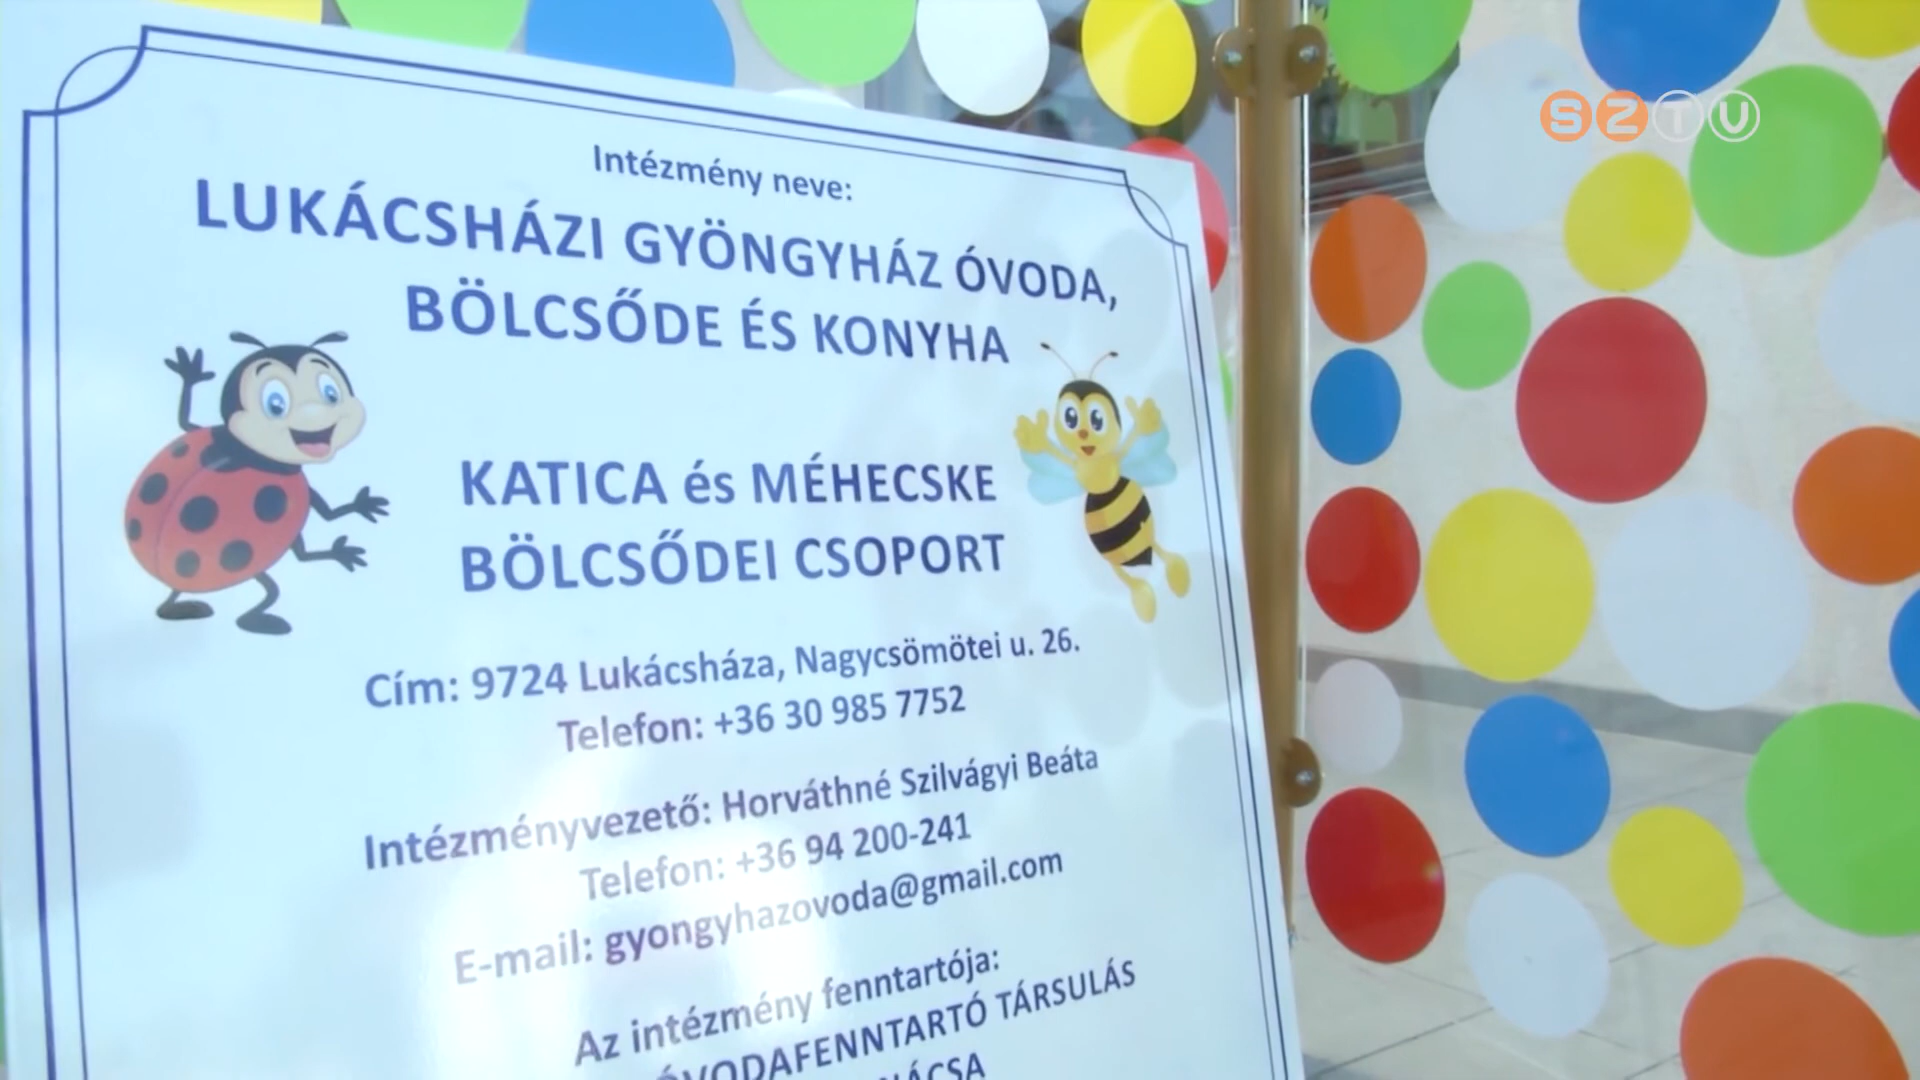 SZTV
Intézmény neve:
LUKÁCSHÁZI GYÖNGYHÁZ ÓVODA,
BÖLCSŐDE ÉS KONYHA
KATICA és MÉHECSKE
BÖLCSŐDEI CSOPORT
Cím: 9724 Lukácsháza, Nagycsömötei u. 26.
Telefon: +36 30 985 7752
Intézményvezető: Horváthné Szilvágyi Beáta
Telefon: +36 94 200-241
E-mail: gyongyhazovoda@gmail.com
Az intézmény fenntartója:
ÓVODAFENNTARTÓ TÁRSULÁS